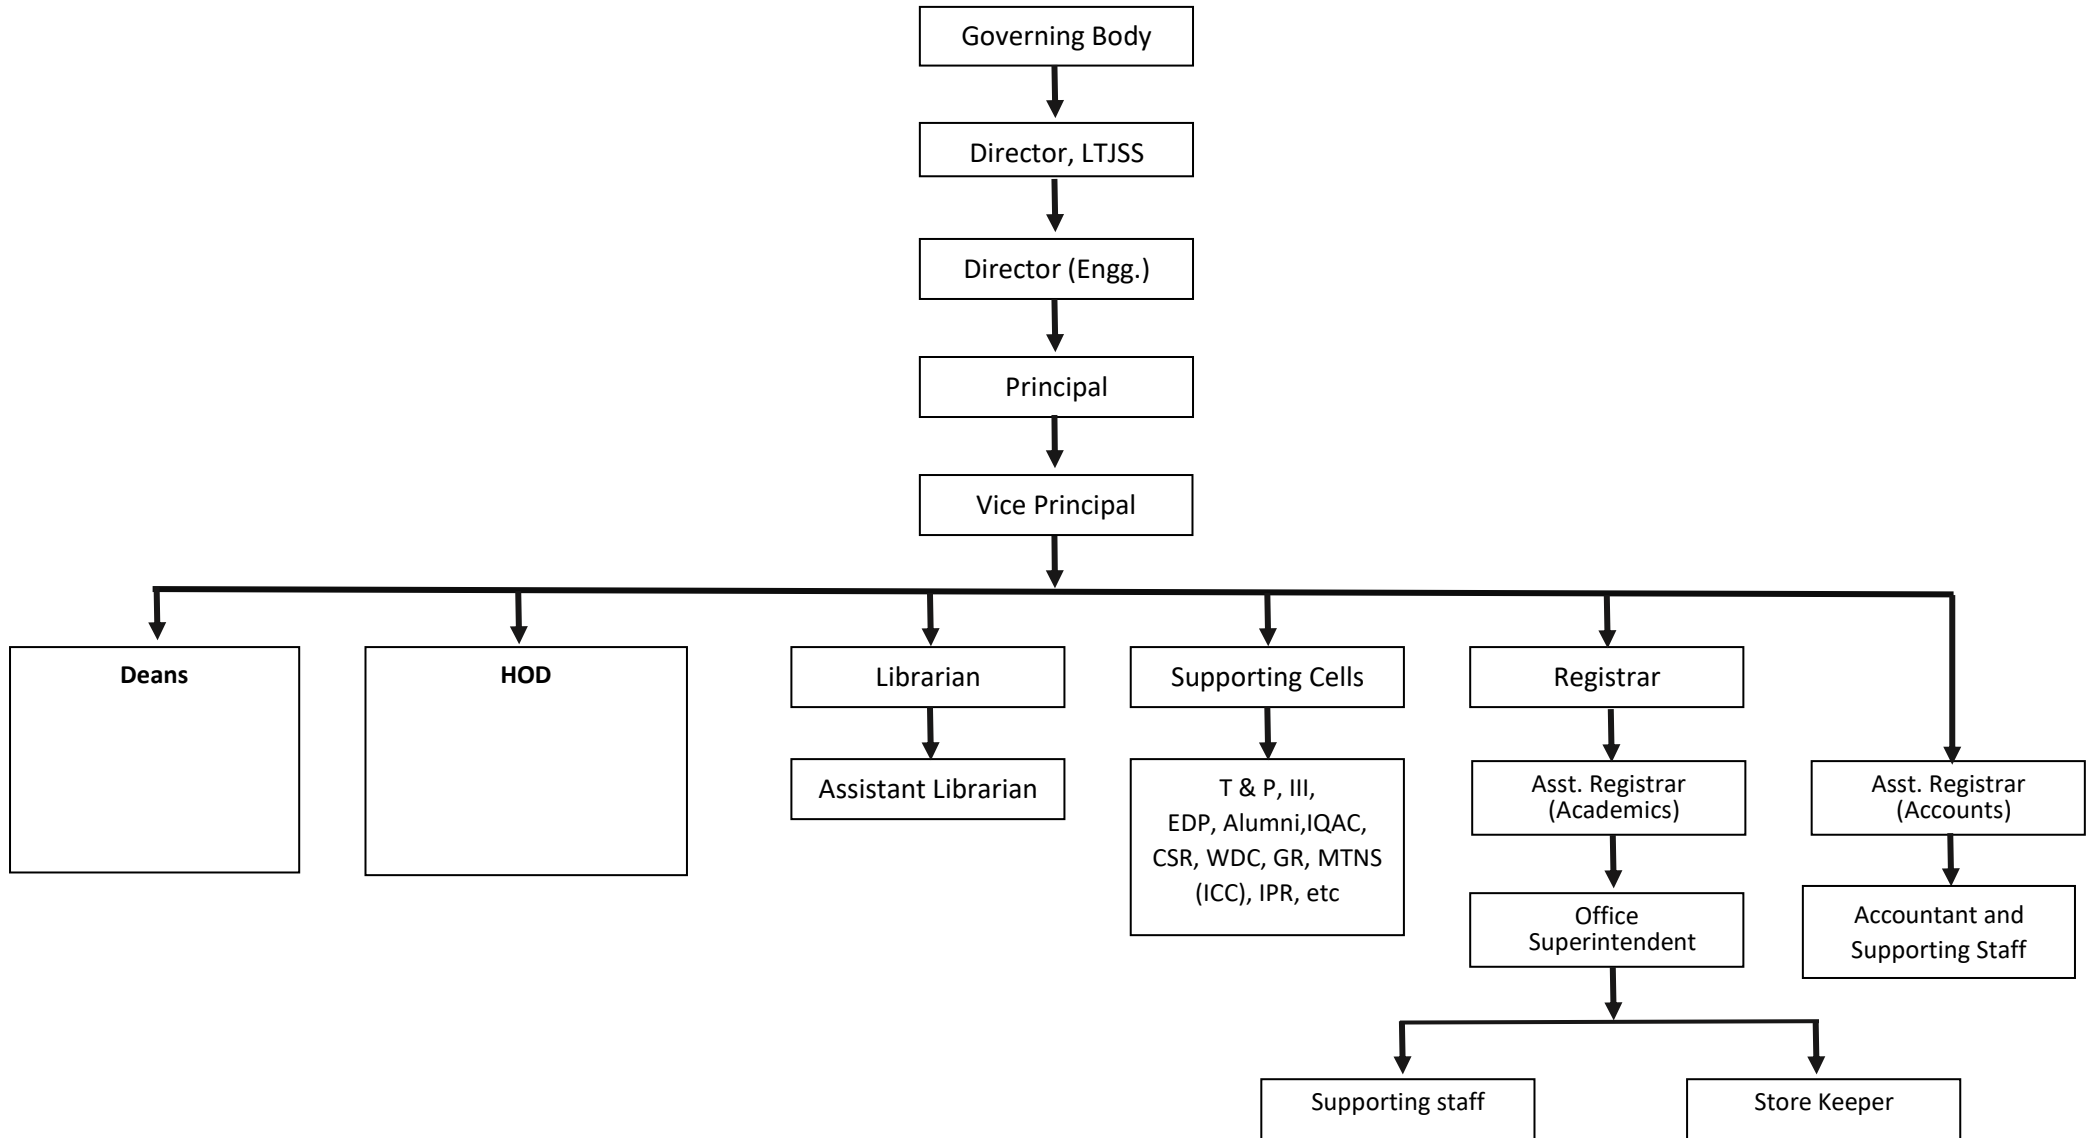 Governing Body
Director, LTJSS
Director (Engg.)
Principal
Vice Principal
Deans
HOD
Librarian
Supporting Cells
Registrar
Assistant Librarian
T & P, III,
EDP, Alumni,IQAC,
CSR, WDC, GR, MTNS
(ICC), IPR, etc
Asst. Registrar
(Academics)
Asst. Registrar
(Accounts)
Office
Superintendent
Accountant and
Supporting Staff
Supporting staff
Store Keeper